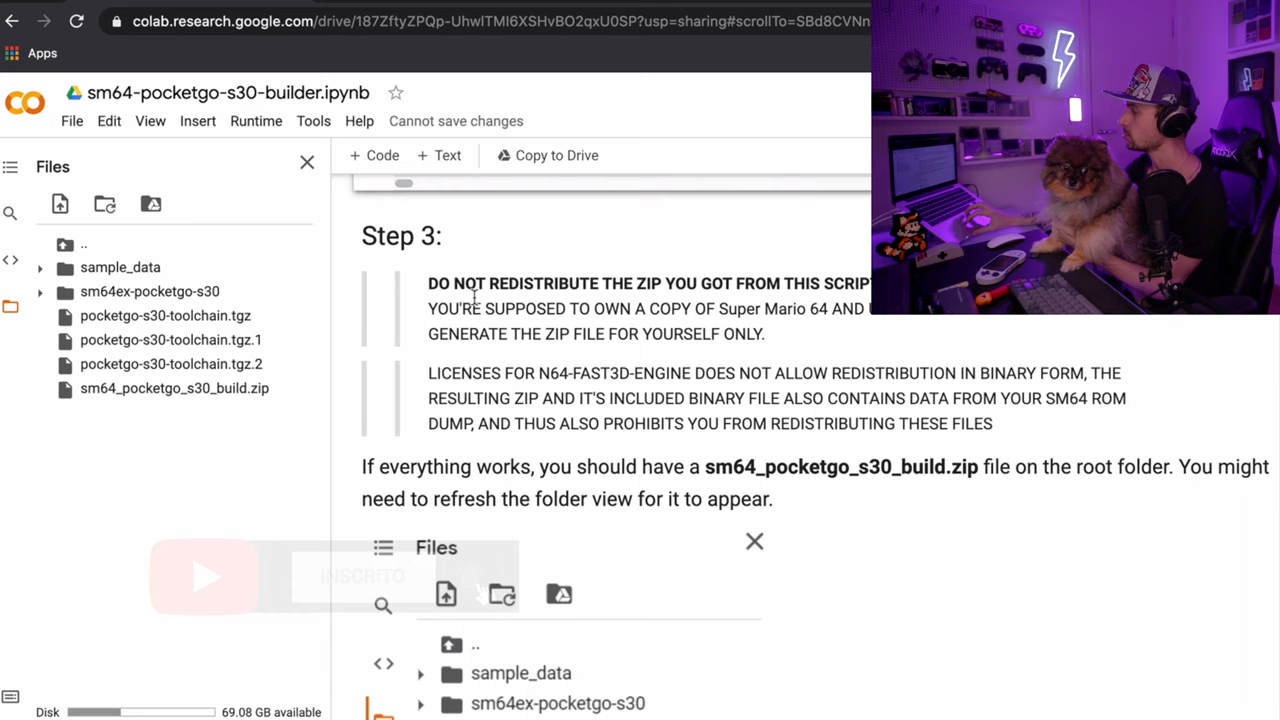 colab.research.google.com/drive/187ZftyZPQp-UhwITMI6XSHvBO2qxU0SP?usp=sharing#scrollTo=SBd8CVNn
Apps
CO
sm64-pocketgo-s30-builder.ipynb
File Edit View Insert Runtime Tools Help Cannot save changes
Files
+ Code + Text Copy to Drive
..
sample_data
sm64ex-pocketgo-s30
pocketgo-s30-toolchain.tgz
pocketgo-s30-toolchain.tgz.1
pocketgo-s30-toolchain.tgz.2
sm64_pocketgo_s30_build.zip
Disk 69.08 GB available
Step 3:
DO NOT REDISTRIBUTE THE ZIP YOU GOT FROM THIS SCRIPT
YOU'RE SUPPOSED TO OWN A COPY OF Super Mario 64 AND
GENERATE THE ZIP FILE FOR YOURSELF ONLY.
LICENSES FOR N64-FAST3D-ENGINE DOES NOT ALLOW REDISTRIBUTION IN BINARY FORM, THE
RESULTING ZIP AND IT'S INCLUDED BINARY FILE ALSO CONTAINS DATA FROM YOUR SM64 ROM
DUMP, AND THUS ALSO PROHIBITS YOU FROM REDISTRIBUTING THESE FILES
If everything works, you should have a sm64_pocketgo_s30_build.zip file on the root folder. You might
need to refresh the folder view for it to appear.
INSCRITO
Files
..
sample_data
sm64ex-pocketgo-s30